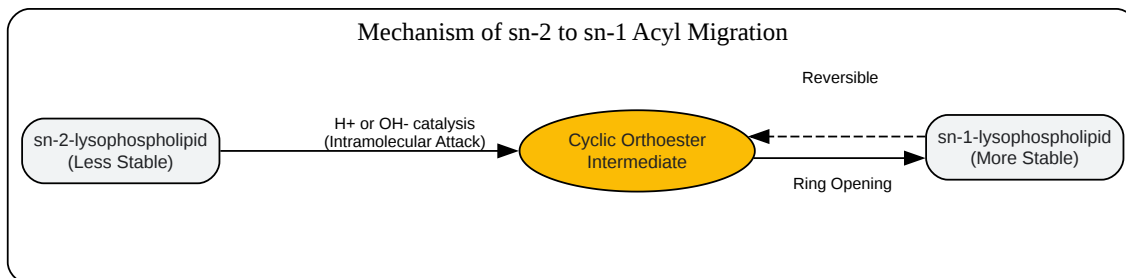 Mechanism of sn-2 to sn-1 Acyl Migration
sn-2-lysophospholipid
(Less Stable)
H+ or OH- catalysis
(Intramolecular Attack)
Cyclic Orthoester
Intermediate
Reversible
Ring Opening
sn-1-lysophospholipid
(More Stable)